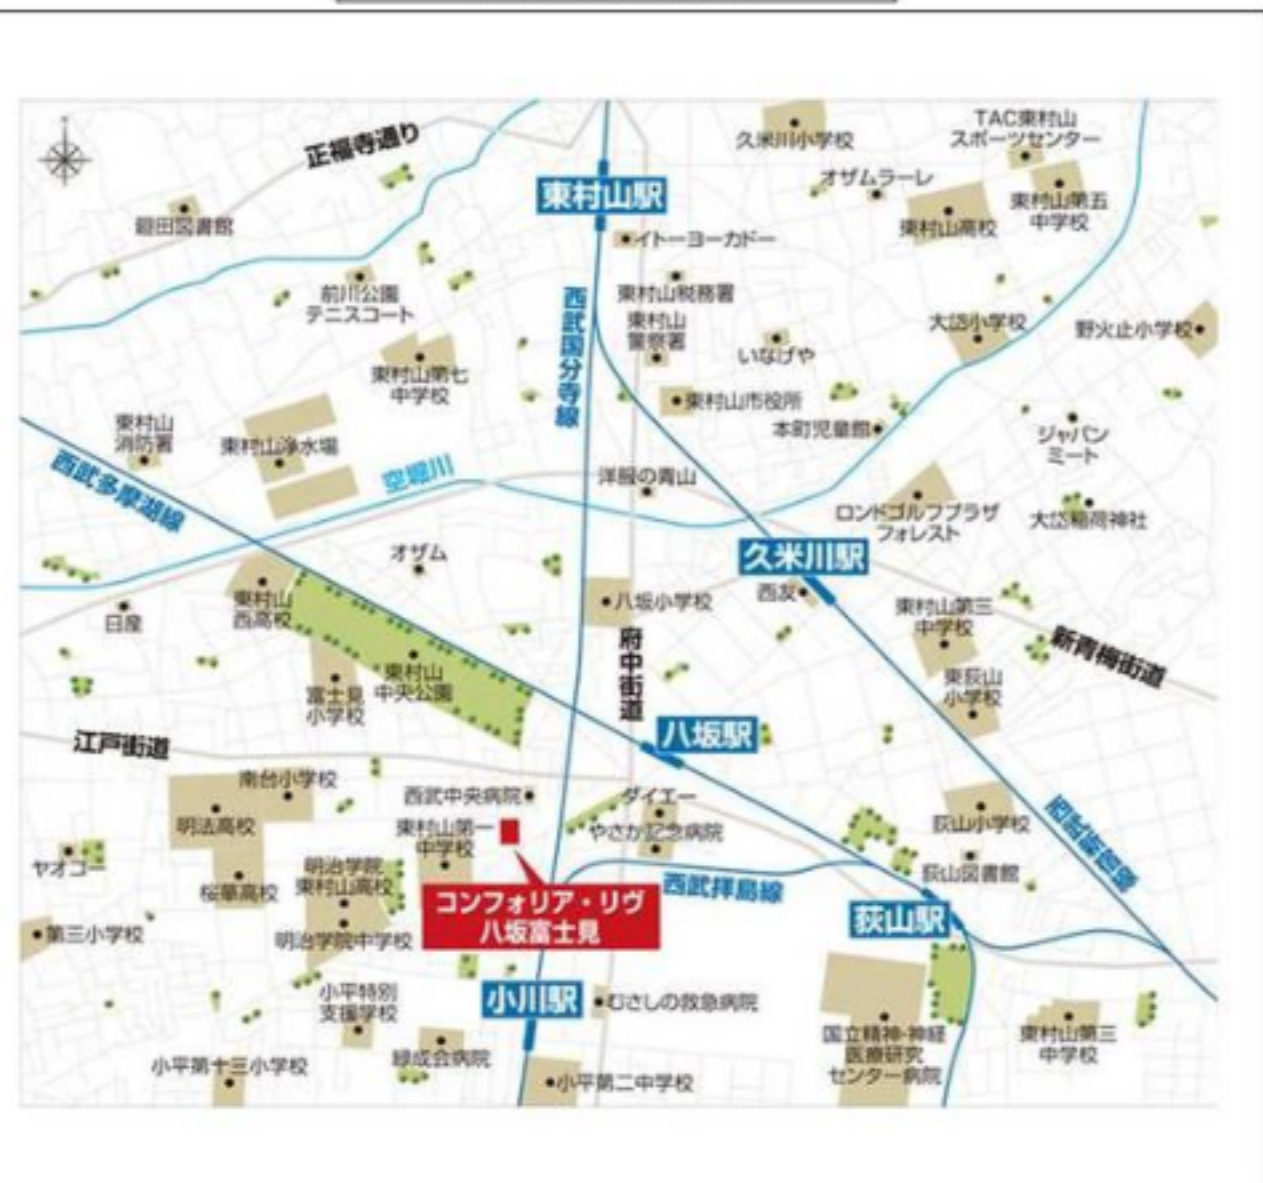 正福寺通り
久米川小学校
TAC東村山
スポーツセンター
オザムラーレ
東村山駅
東村山第五
中学校
東村山高校
図書館
イトーヨーカドー
前川公園
テニスコート
東村山税務署
東村山
警察署
西武国分寺線
いなげや
大岱小学校
野火止小学校
東村山第七
中学校
東村山市役所
本町児童館
東村山
消防署
東村山浄水場
ジャパン
ミート
西武多摩湖線
空堀川
洋服の青山
ロンドゴルフプラザ
フォレスト
大岱稲荷神社
オザム
久米川駅
東村山
西高校
八坂小学校
西友
東村山第三
中学校
日産
府中街道
新青梅街道
東村山
中央公園
富士見
小学校
東萩山
小学校
江戸街道
八坂駅
南台小学校
西武中央病院
ダイエー
明法高校
東村山第一
中学校
やさか記念病院
萩山小学校
西武新宿線
ヤオコー
明治学院
東村山高校
萩山図書館
桜華高校
西武拝島線
コンフォリア・リヴ
八坂富士見
萩山駅
第三小学校
明治学院中学校
小平特別
支援学校
小川駅
むさしの救急病院
国立精神・神経
医療研究
センター病院
東村山第三
中学校
緑成会病院
小平第十三小学校
小平第二中学校